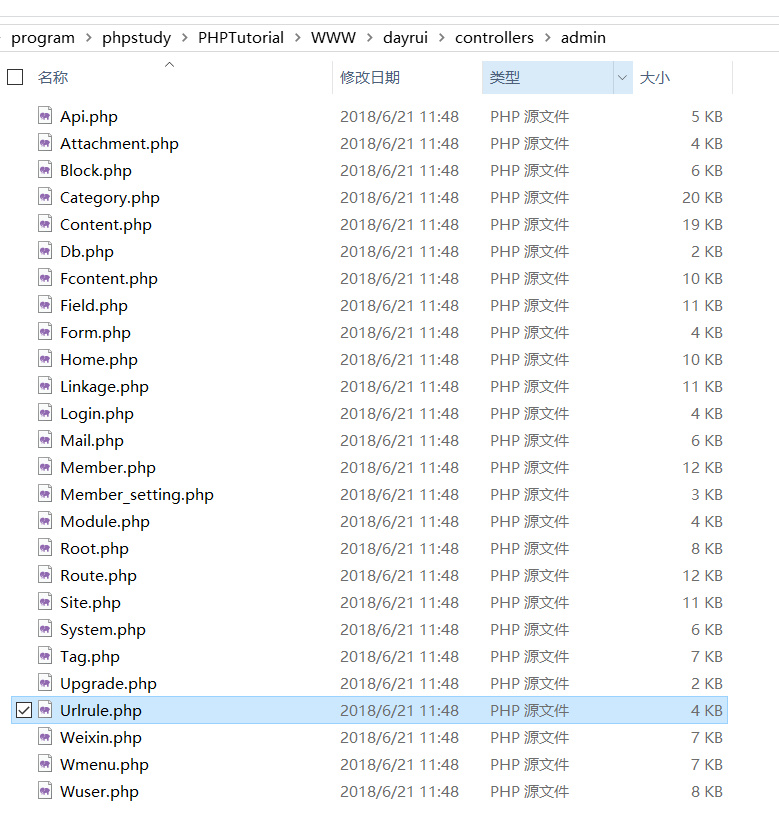 program > phpstudy > PHPTutorial > WWW > dayrui > controllers > admin
名称 修改日期 类型 大小
Api.php 2018/6/21 11:48 PHP 源文件 5 KB
Attachment.php 2018/6/21 11:48 PHP 源文件 4 KB
Block.php 2018/6/21 11:48 PHP 源文件 6 KB
Category.php 2018/6/21 11:48 PHP 源文件 20 KB
Content.php 2018/6/21 11:48 PHP 源文件 19 KB
Db.php 2018/6/21 11:48 PHP 源文件 2 KB
Fcontent.php 2018/6/21 11:48 PHP 源文件 10 KB
Field.php 2018/6/21 11:48 PHP 源文件 11 KB
Form.php 2018/6/21 11:48 PHP 源文件 4 KB
Home.php 2018/6/21 11:48 PHP 源文件 10 KB
Linkage.php 2018/6/21 11:48 PHP 源文件 11 KB
Login.php 2018/6/21 11:48 PHP 源文件 4 KB
Mail.php 2018/6/21 11:48 PHP 源文件 6 KB
Member.php 2018/6/21 11:48 PHP 源文件 12 KB
Member_setting.php 2018/6/21 11:48 PHP 源文件 3 KB
Module.php 2018/6/21 11:48 PHP 源文件 4 KB
Root.php 2018/6/21 11:48 PHP 源文件 8 KB
Route.php 2018/6/21 11:48 PHP 源文件 12 KB
Site.php 2018/6/21 11:48 PHP 源文件 11 KB
System.php 2018/6/21 11:48 PHP 源文件 6 KB
Tag.php 2018/6/21 11:48 PHP 源文件 7 KB
Upgrade.php 2018/6/21 11:48 PHP 源文件 2 KB
Urlrule.php 2018/6/21 11:48 PHP 源文件 4 KB
Weixin.php 2018/6/21 11:48 PHP 源文件 7 KB
Wmenu.php 2018/6/21 11:48 PHP 源文件 7 KB
Wuser.php 2018/6/21 11:48 PHP 源文件 8 KB